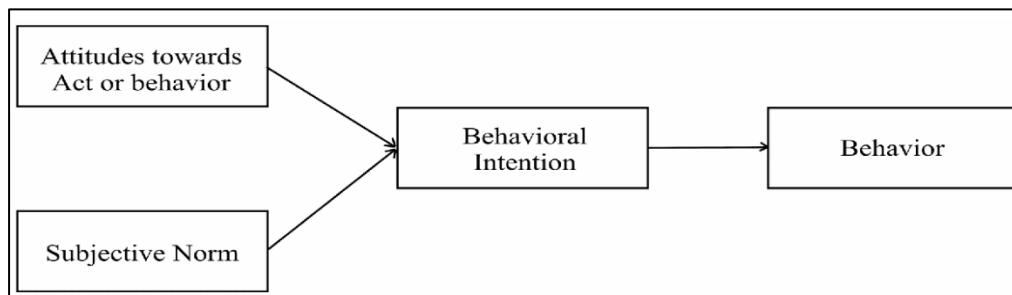 Attitudes towards
Act or behavior
Behavioral
Intention
Behavior
Subjective Norm